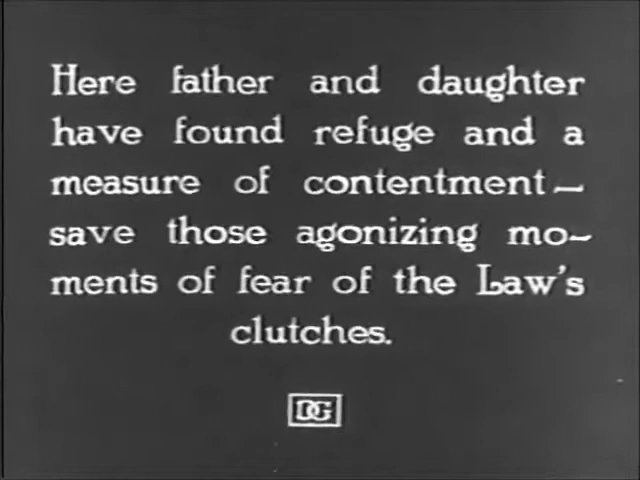 Here father and daughter
have found refuge and a
measure of contentment—
save those agonizing mo-
ments of fear of the Law's
clutches.
DG